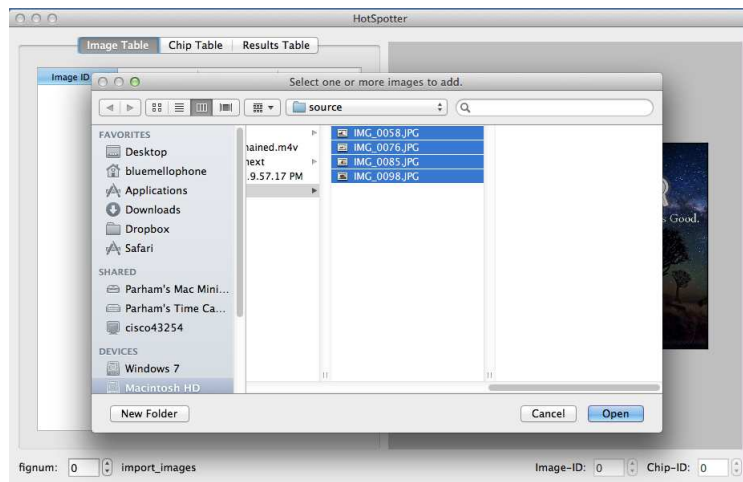 HotSpotter
Image Table Chip Table Results Table
Image ID
Select one or more images to add.
source
FAVORITES
Desktop
bluemellophone
Applications
Downloads
Dropbox
Safari
SHARED
Parham's Mac Mini...
Parham's Time Ca...
cisco43254
DEVICES
Windows 7
Macintosh HD
ained.m4v
.9.57.17 PM
IMG_0058.JPG
IMG_0076.JPG
IMG_0085.JPG
IMG_0098.JPG
R
s Good.
New Folder Cancel Open
fignum: 0 import_images Image-ID: 0 Chip-ID: 0